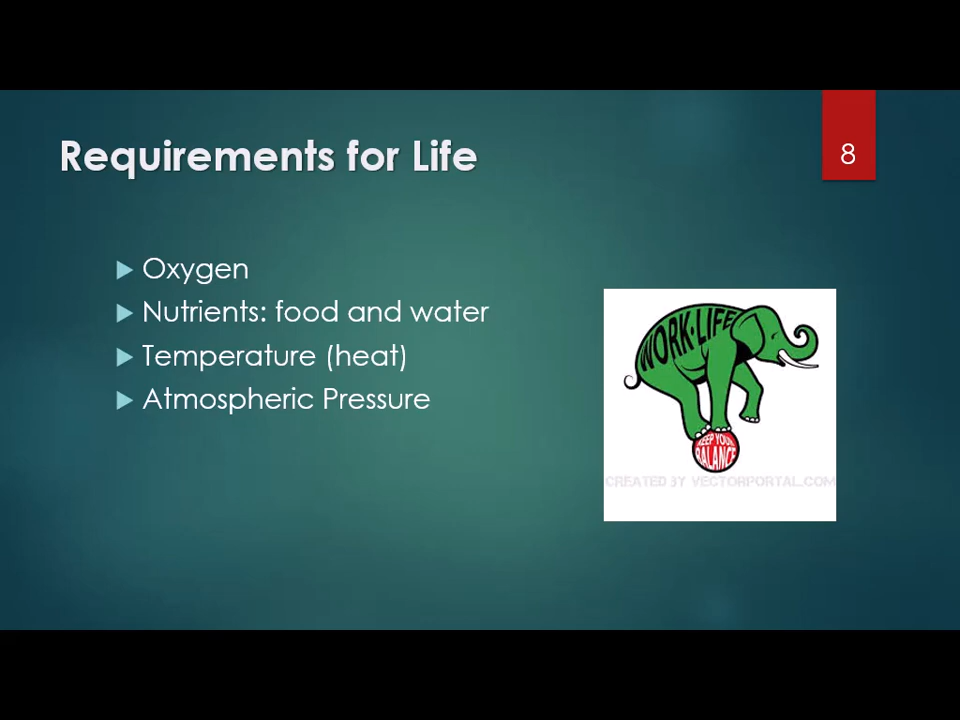 Requirements for Life
8
Oxygen
Nutrients: food and water
Temperature (heat)
Atmospheric Pressure
WORK·LIFE
KEEP YOUR
BALANCE
CREATED BY VECTORPORTAL.COM